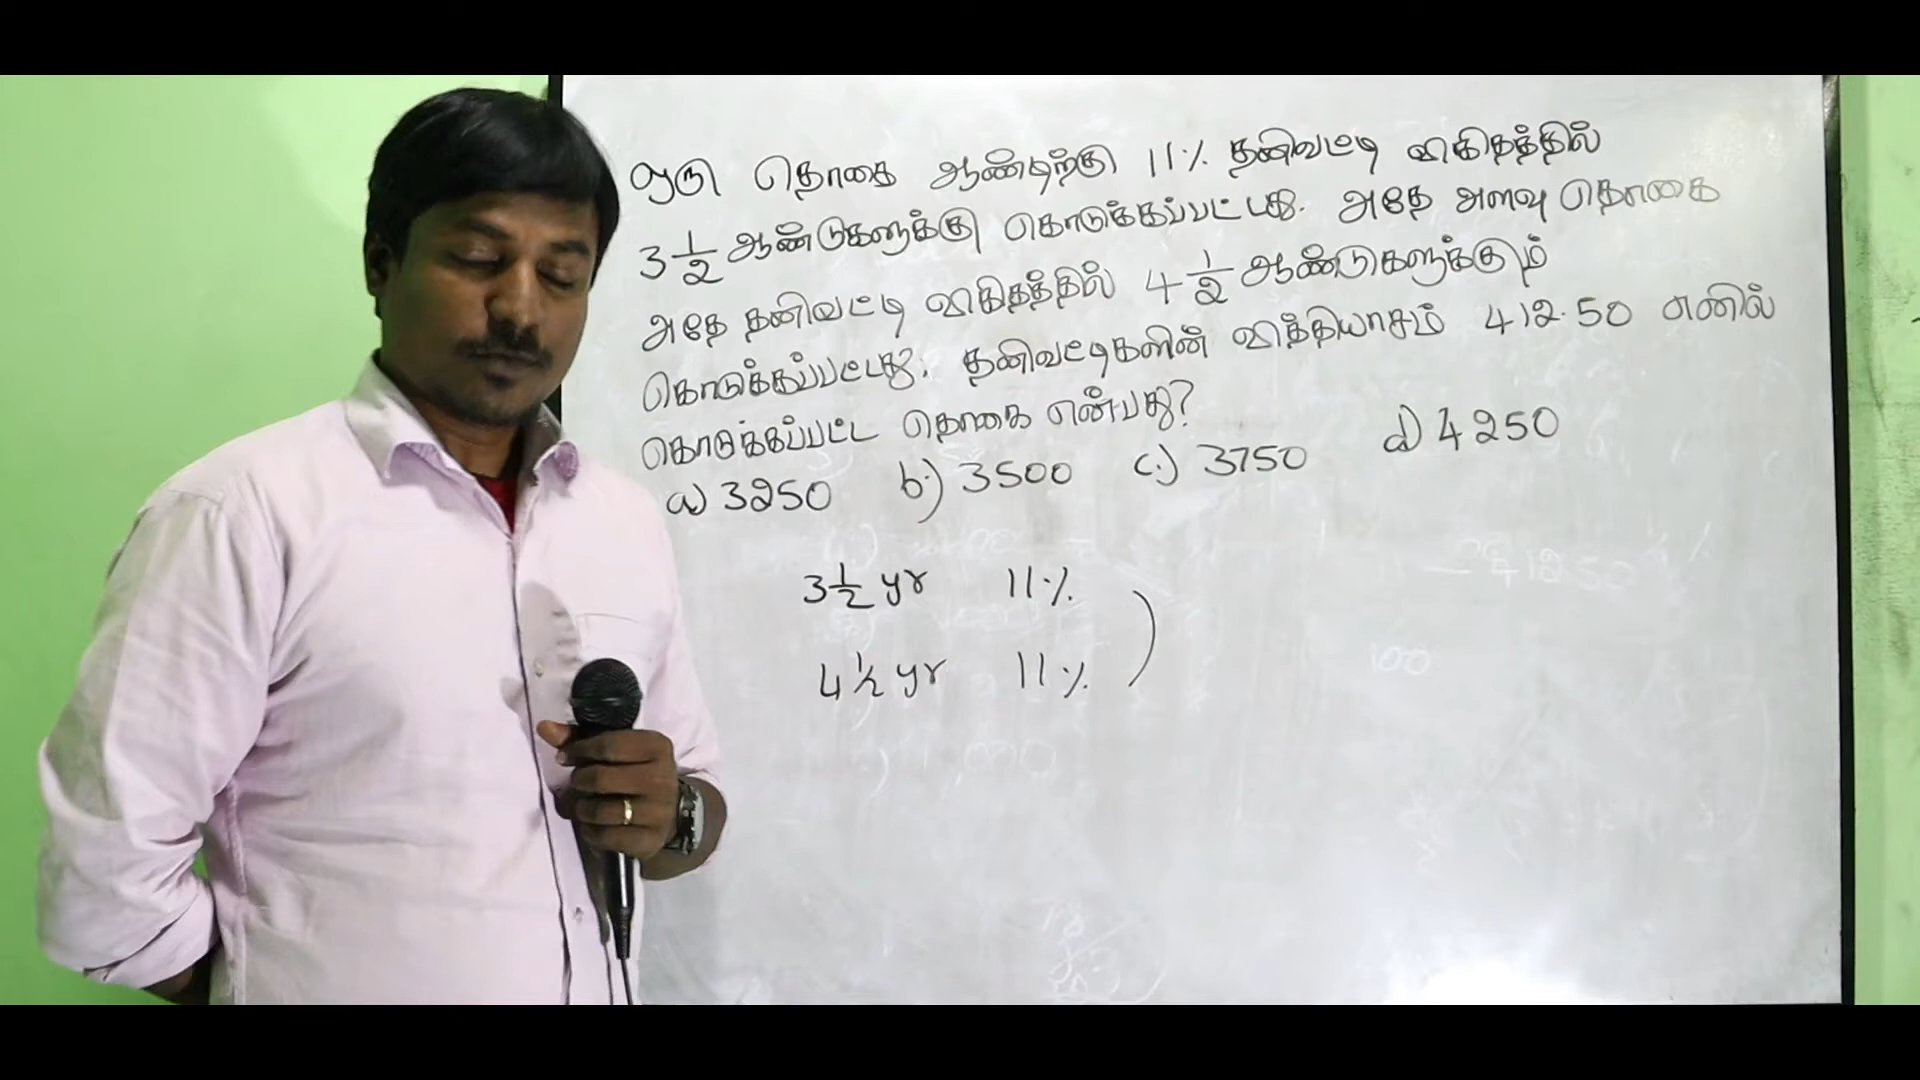 ஒரு தொகை ஆண்டிற்கு 11% தனிவட்டி விகிதத்தில்
3 1/2 ஆண்டுகளுக்கு கொடுக்கப்பட்டது. அதே அளவு தொகை
அதே தனிவட்டி விகிதத்தில் 4 1/2 ஆண்டுகளுக்கும்
கொடுக்கப்பட்டது; தனிவட்டிகளின் வித்தியாசம் 412.50 எனில்
கொடுக்கப்பட்ட தொகை என்பது?
a) 3250 b) 3500 c) 3750 d) 4250
3 1/2 yr 11%
4 1/2 yr 11% )